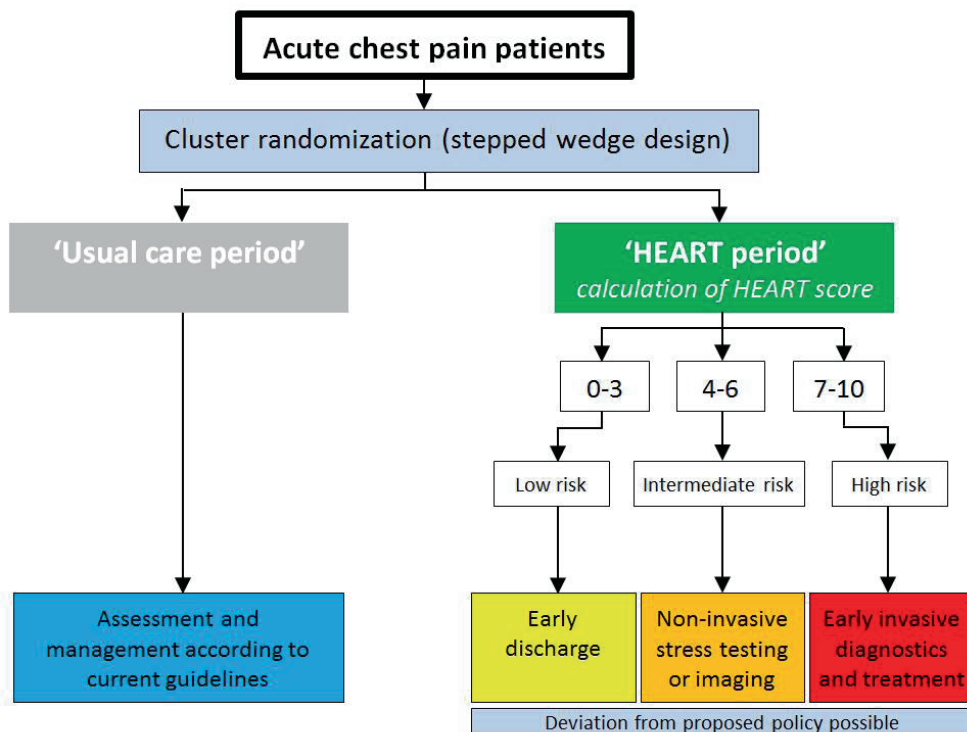 Acute chest pain patients
Cluster randomization (stepped wedge design)
‘Usual care period’
‘HEART period’
calculation of HEART score
0-3
4-6
7-10
Low risk
Intermediate risk
High risk
Assessment and
management according to
current guidelines
Early
discharge
Non-invasive
stress testing
or imaging
Early invasive
diagnostics
and treatment
Deviation from proposed policy possible